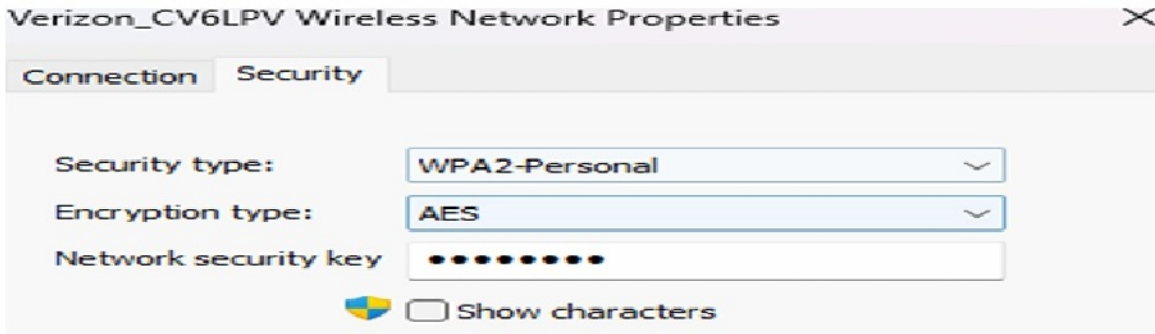 Verizon_CV6LPV Wireless Network Properties
Connection Security
Security type: WPA2-Personal
Encryption type: AES
Network security key ••••••••
Show characters